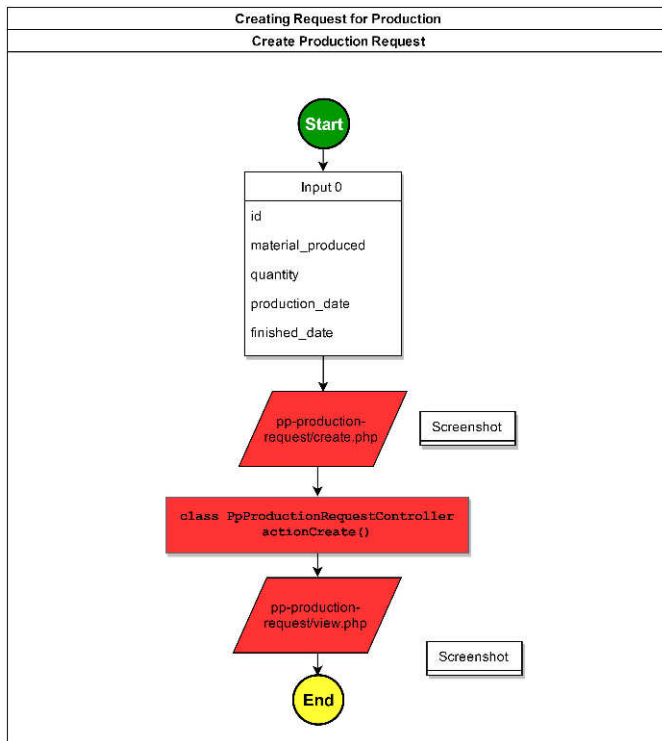 Creating Request for Production
Create Production Request
Start
Input 0
id
material_produced
quantity
production_date
finished_date
pp-production-
request/create.php
Screenshot
class PpProductionRequestController
actionCreate()
pp-production-
request/view.php
Screenshot
End